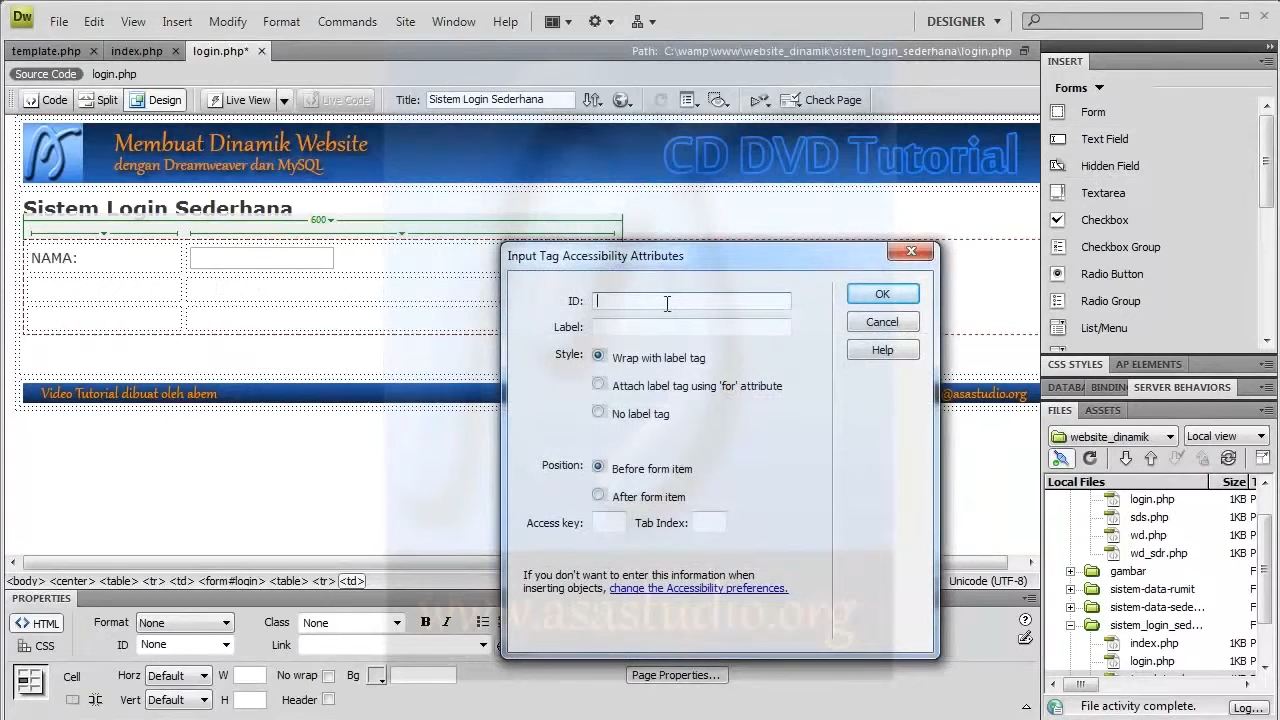 Dw File Edit View Insert Modify Format Commands Site Window Help DESIGNER
template.php index.php login.php* Path: C:\wamp\www\website_dinamik\sistem_login_sederhana\login.php
Source Code login.php
Code Split Design Live View Live Code Title: Sistem Login Sederhana Check Page
Membuat Dinamik Website
dengan Dreamweaver dan MySQL
CD DVD Tutorial
Sistem Login Sederhana
600
NAMA:
Video Tutorial dibuat oleh abem
@asastudio.org
Input Tag Accessibility Attributes
ID:
Label:
Style: Wrap with label tag
Attach label tag using 'for' attribute
No label tag
Position: Before form item
After form item
Access key: Tab Index:
If you don't want to enter this information when
inserting objects, change the Accessibility preferences.
OK
Cancel
Help
www.asastudio.org
<body> <center> <table> <tr> <td> <form#login> <table> <tr> <td>
Unicode (UTF-8)
PROPERTIES
HTML Format None Class None B I
CSS ID None Link
Cell Horz Default W No wrap Bg Page Properties...
Vert Default H Header
INSERT
Forms
Form
Text Field
Hidden Field
Textarea
Checkbox
Checkbox Group
Radio Button
Radio Group
List/Menu
CSS STYLES AP ELEMENTS
DATABA BINDING SERVER BEHAVIORS
FILES ASSETS
website_dinamik Local view
Local Files Size T
login.php 1KB P
sds.php 1KB P
wd.php 1KB P
wd_sdr.php 1KB P
gambar F
sistem-data-rumit F
sistem-data-sede... F
sistem_login_sed... F
index.php 1KB P
login.php 1KB P
File activity complete. Log...